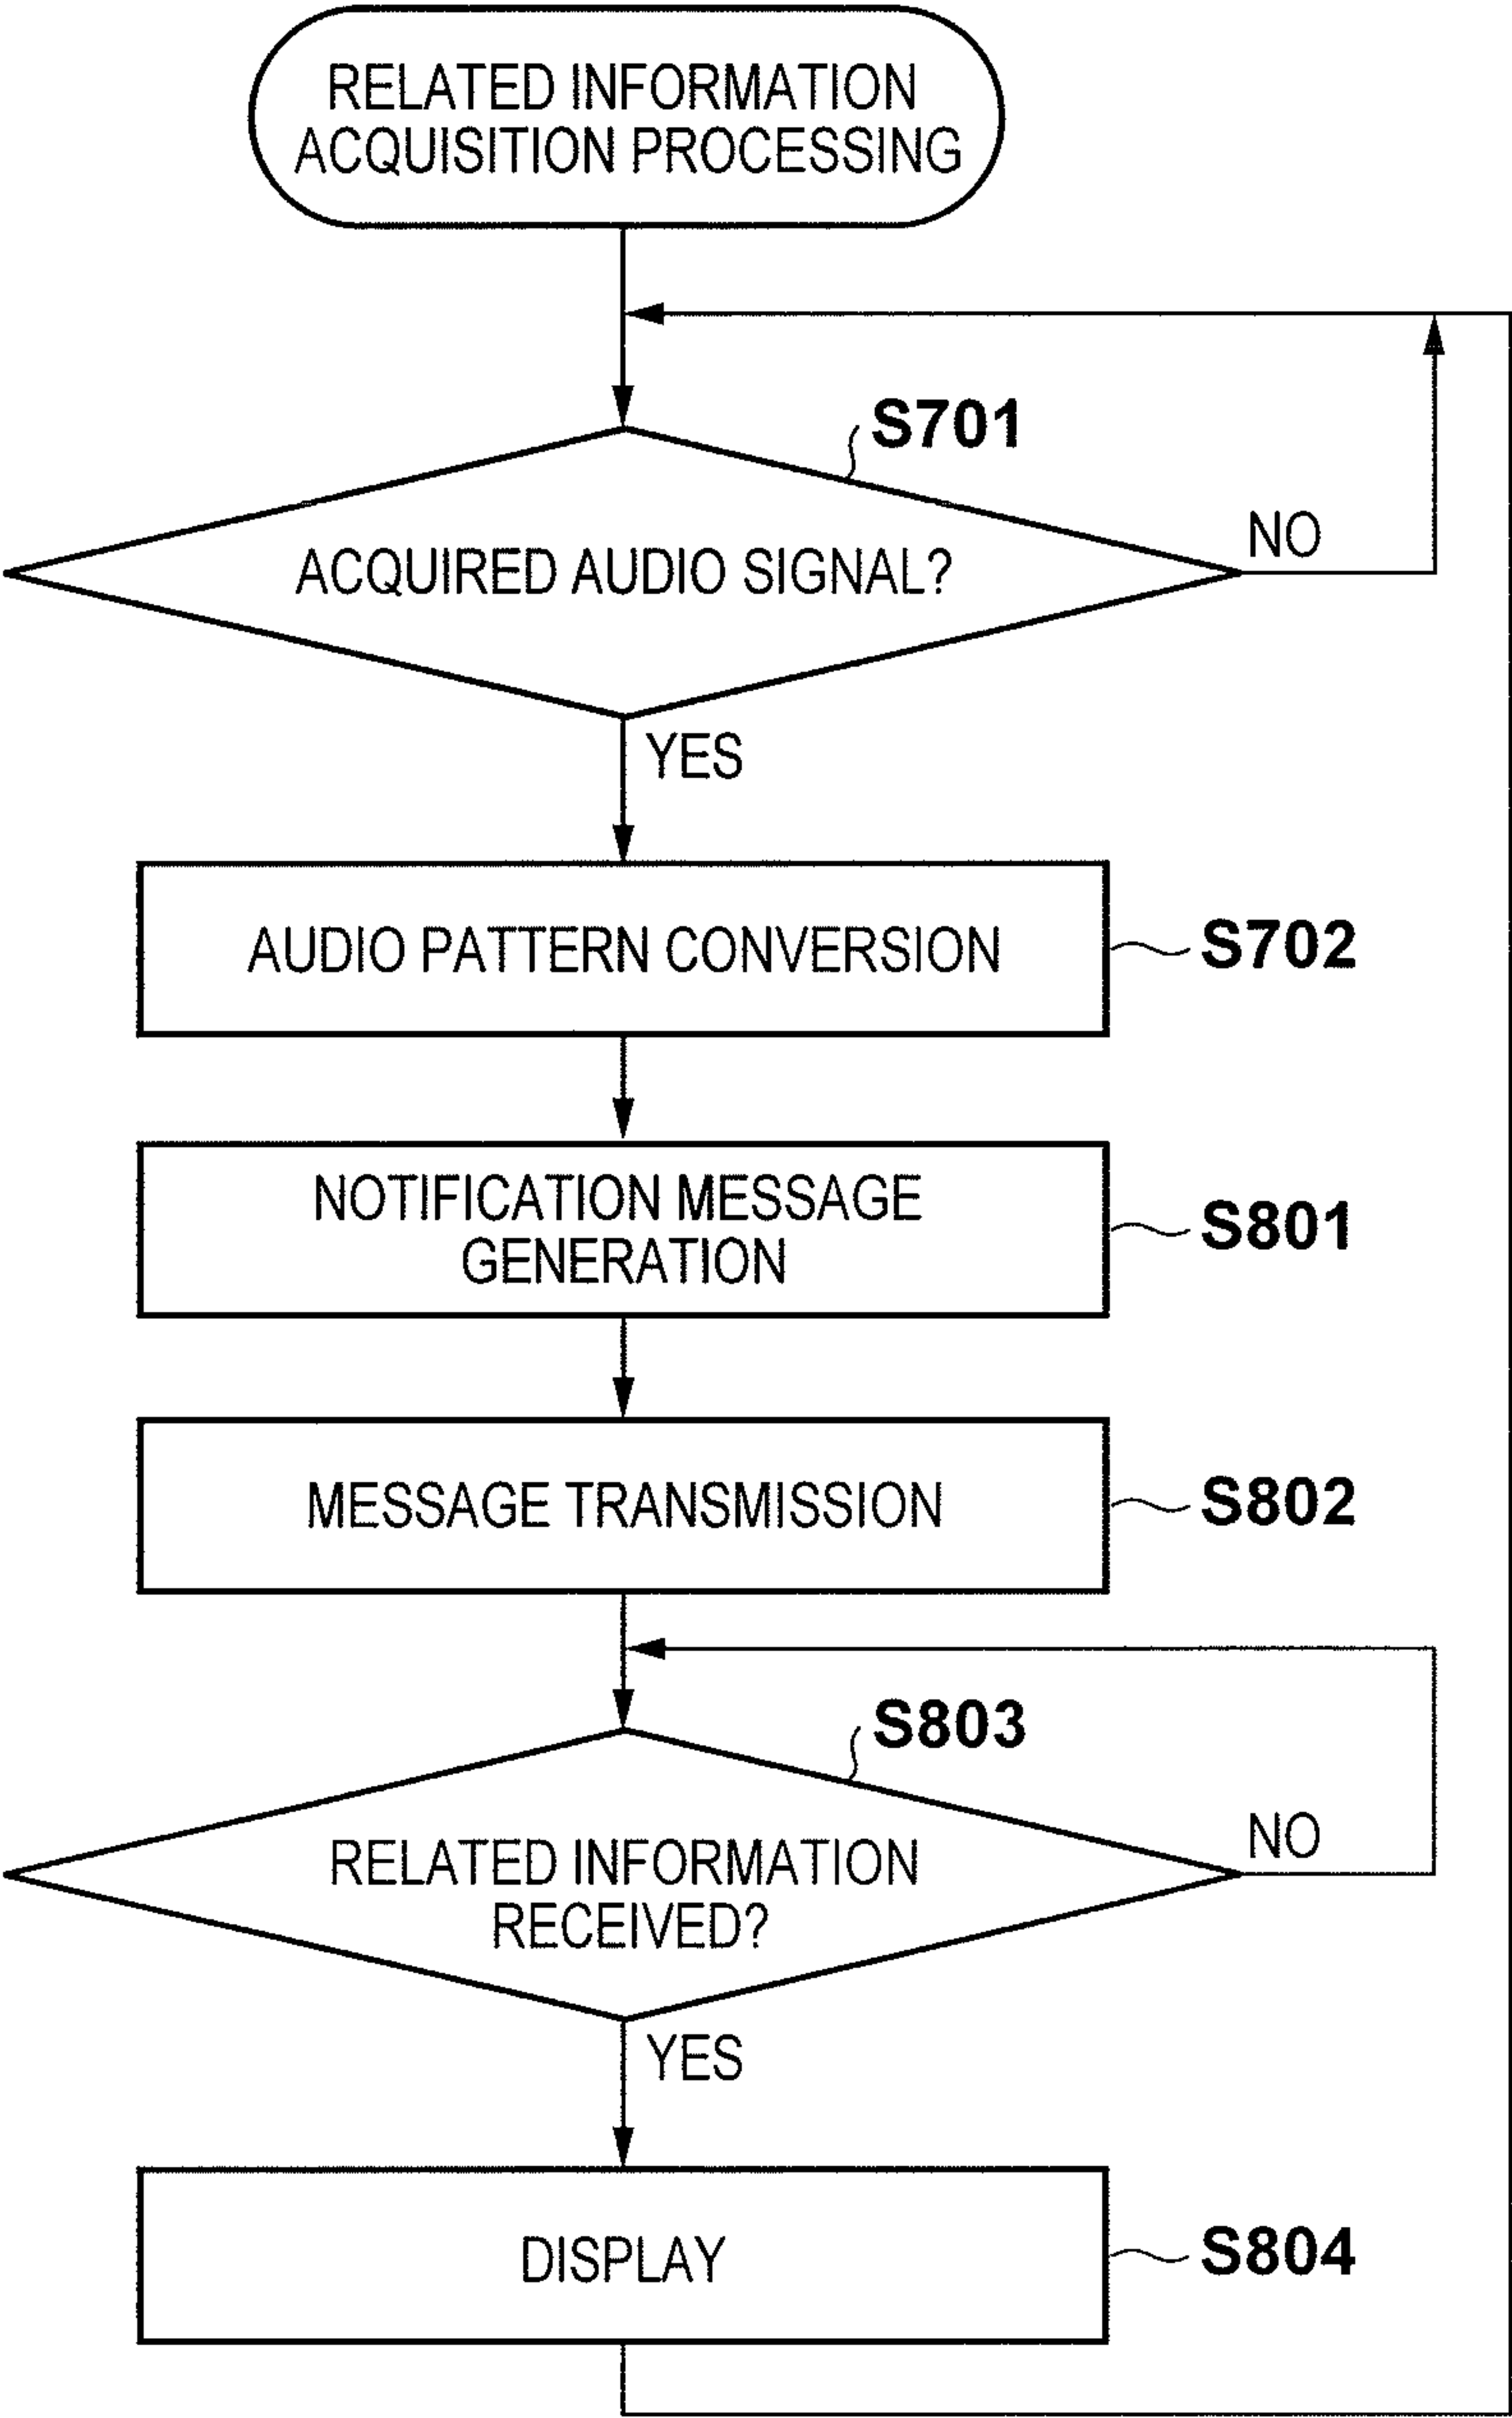 RELATED INFORMATION
ACQUISITION PROCESSING
S701
NO
ACQUIRED AUDIO SIGNAL?
YES
AUDIO PATTERN CONVERSION
S702
NOTIFICATION MESSAGE
GENERATION
S801
MESSAGE TRANSMISSION
S802
S803
NO
RELATED INFORMATION
RECEIVED?
YES
DISPLAY
S804